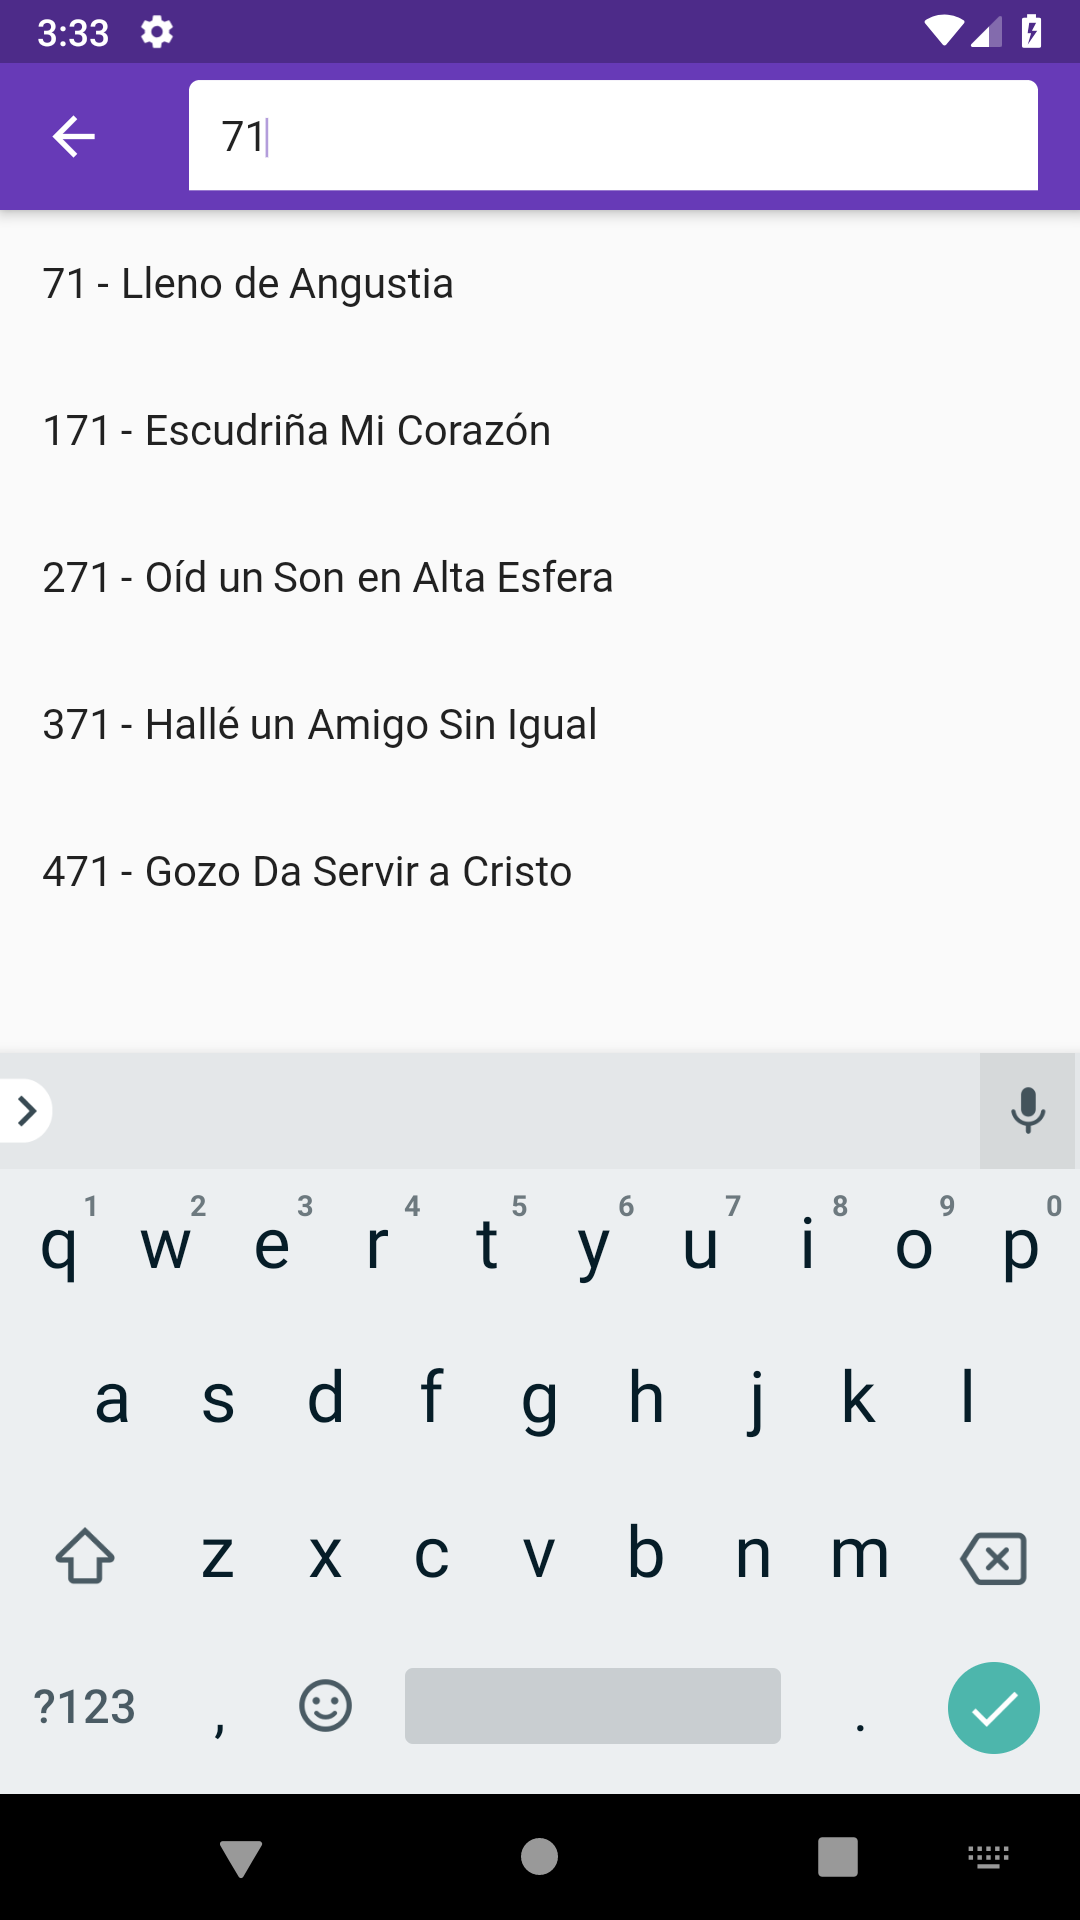 3:33
71
71 - Lleno de Angustia
171 - Escudriña Mi Corazón
271 - Oíd un Son en Alta Esfera
371 - Hallé un Amigo Sin Igual
471 - Gozo Da Servir a Cristo
1 2 3 4 5 6 7 8 9 0
q w e r t y u i o p
a s d f g h j k l
z x c v b n m
?123 , .